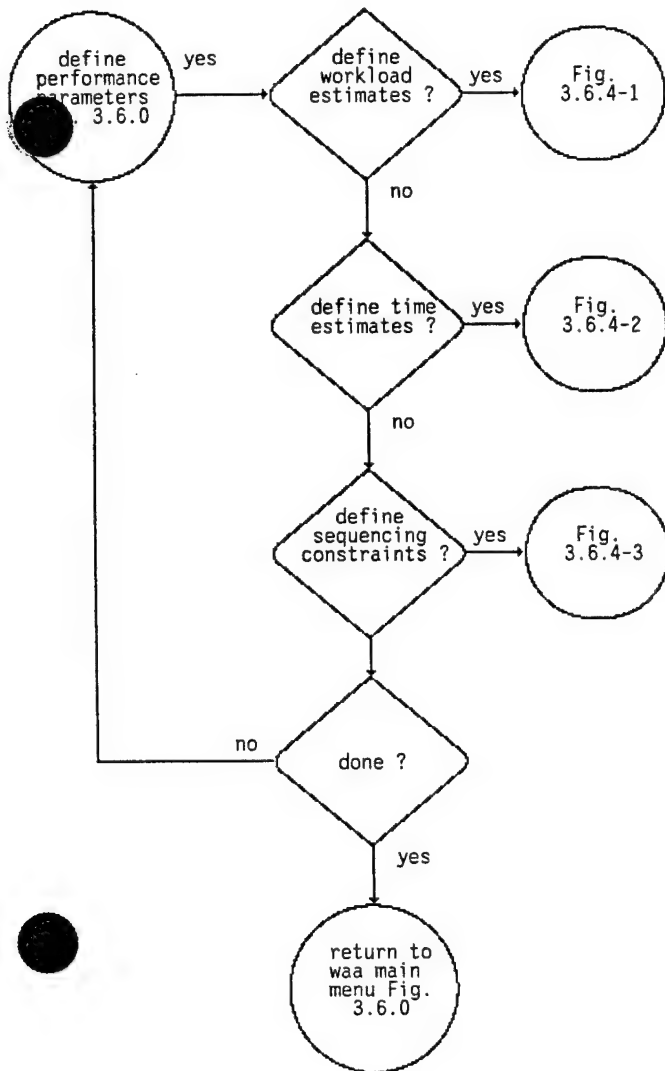 define
performance
parameters
3.6.0
yes
define
workload
estimates ?
yes
Fig.
3.6.4-1
no
define time
estimates ?
yes
Fig.
3.6.4-2
no
define
sequencing
constraints ?
yes
Fig.
3.6.4-3
no
done ?
yes
return to
waa main
menu Fig.
3.6.0